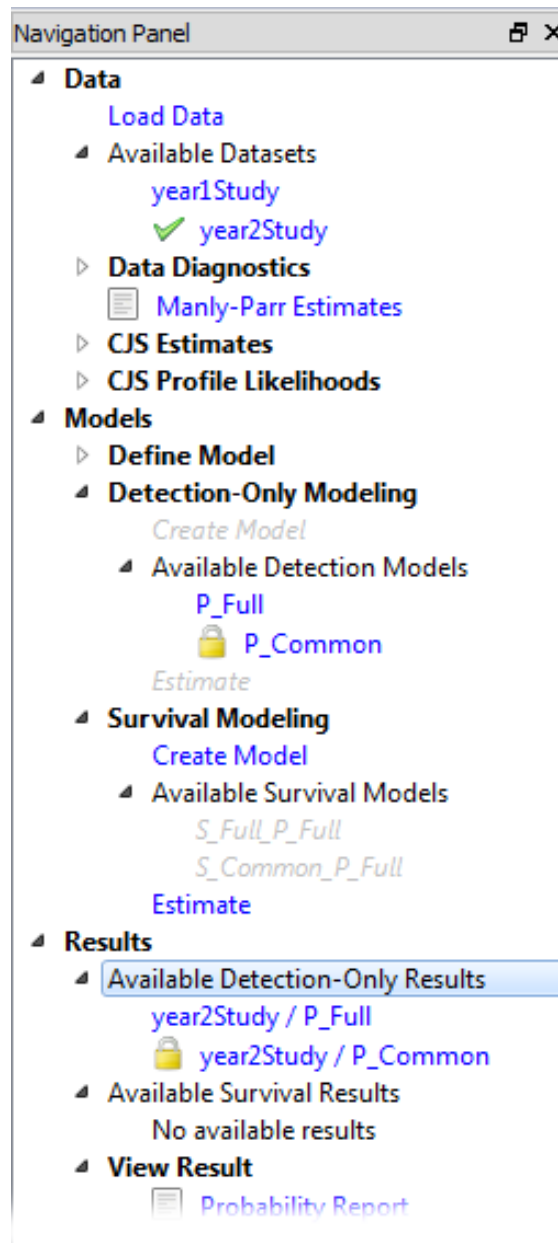 Navigation Panel
Data
Load Data
Available Datasets
year1Study
year2Study
Data Diagnostics
Manly-Parr Estimates
CJS Estimates
CJS Profile Likelihoods
Models
Define Model
Detection-Only Modeling
Create Model
Available Detection Models
P_Full
P_Common
Estimate
Survival Modeling
Create Model
Available Survival Models
S_Full_P_Full
S_Common_P_Full
Estimate
Results
Available Detection-Only Results
year2Study / P_Full
year2Study / P_Common
Available Survival Results
No available results
View Result
Probability Report